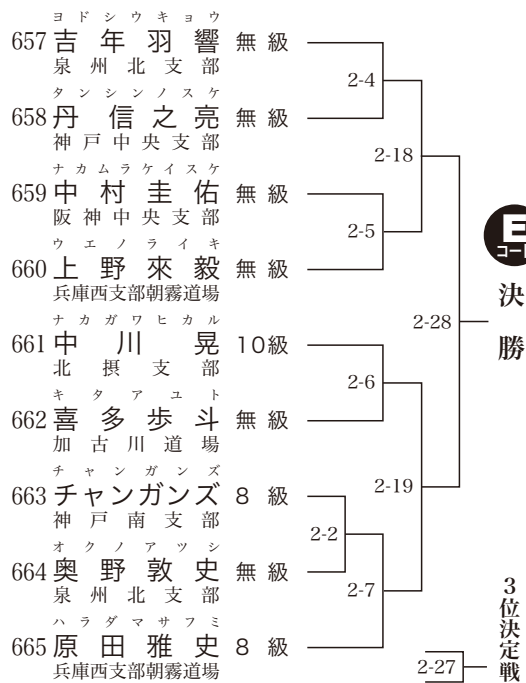 ヨドシウキョウ
657 吉年羽響 無級
泉州北支部
タンシンノスケ
658 丹信之亮 無級
神戸中央支部
ナカムラケイスケ
659 中村圭佑 無級
阪神中央支部
ウエノライキ
660 上野來毅 無級
兵庫西支部朝霧道場
ナカガワヒカル
661 中川晃 10級
北摂支部
キタアユト
662 喜多歩斗 無級
加古川道場
チャンガンズ
663 チャンガンズ 8級
神戸南支部
オクノアツシ
664 奥野敦史 無級
泉州北支部
ハラダマサフミ
665 原田雅史 8級
兵庫西支部朝霧道場
2-4
2-18
2-5
2-28
2-6
2-19
2-2
2-7
決勝
3位決定戦
2-27